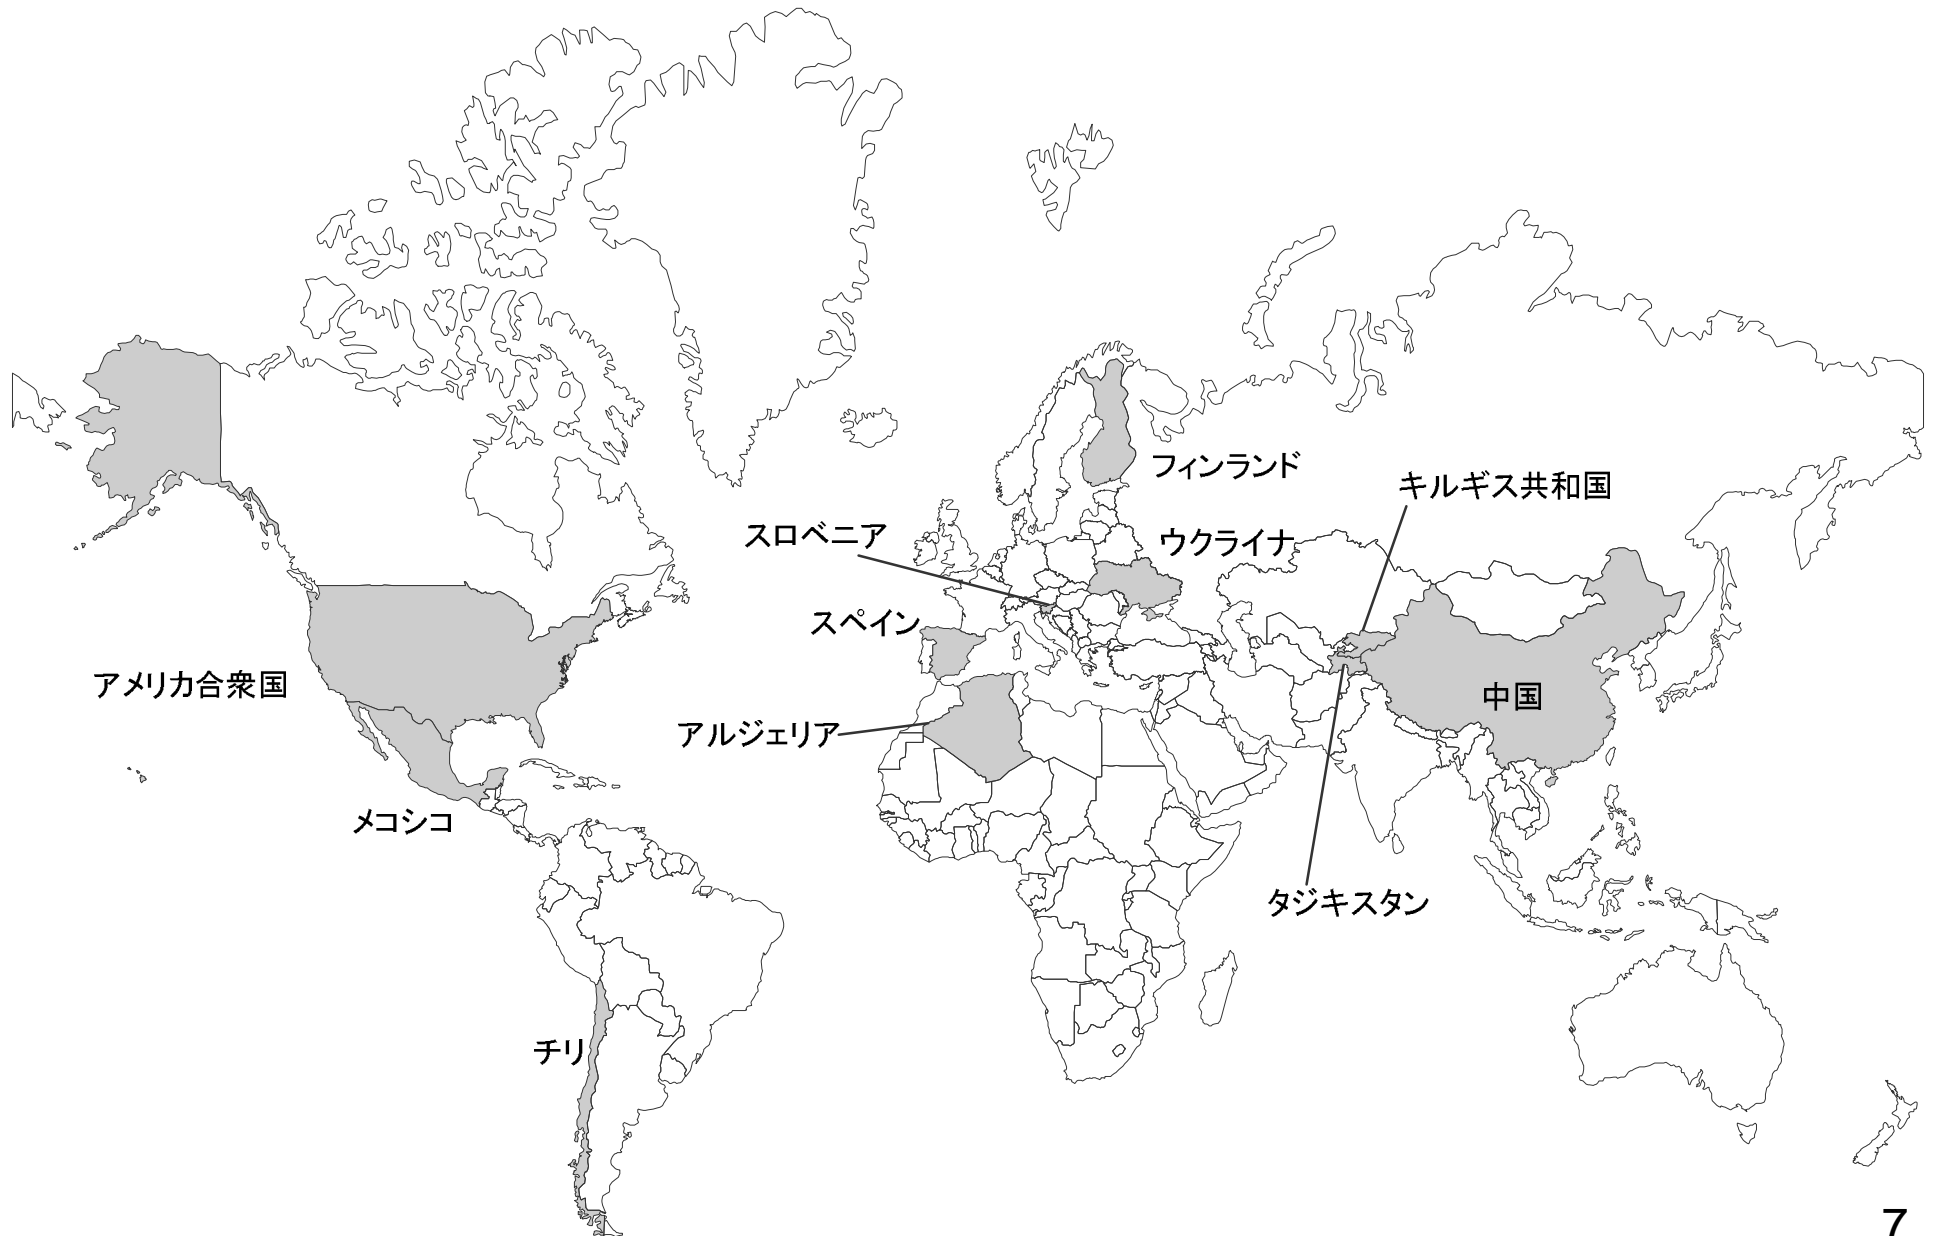 フィンランド
キルギス共和国
スロベニア
ウクライナ
スペイン
アメリカ合衆国
中国
アルジェリア
メコシコ
タジキスタン
チリ
7